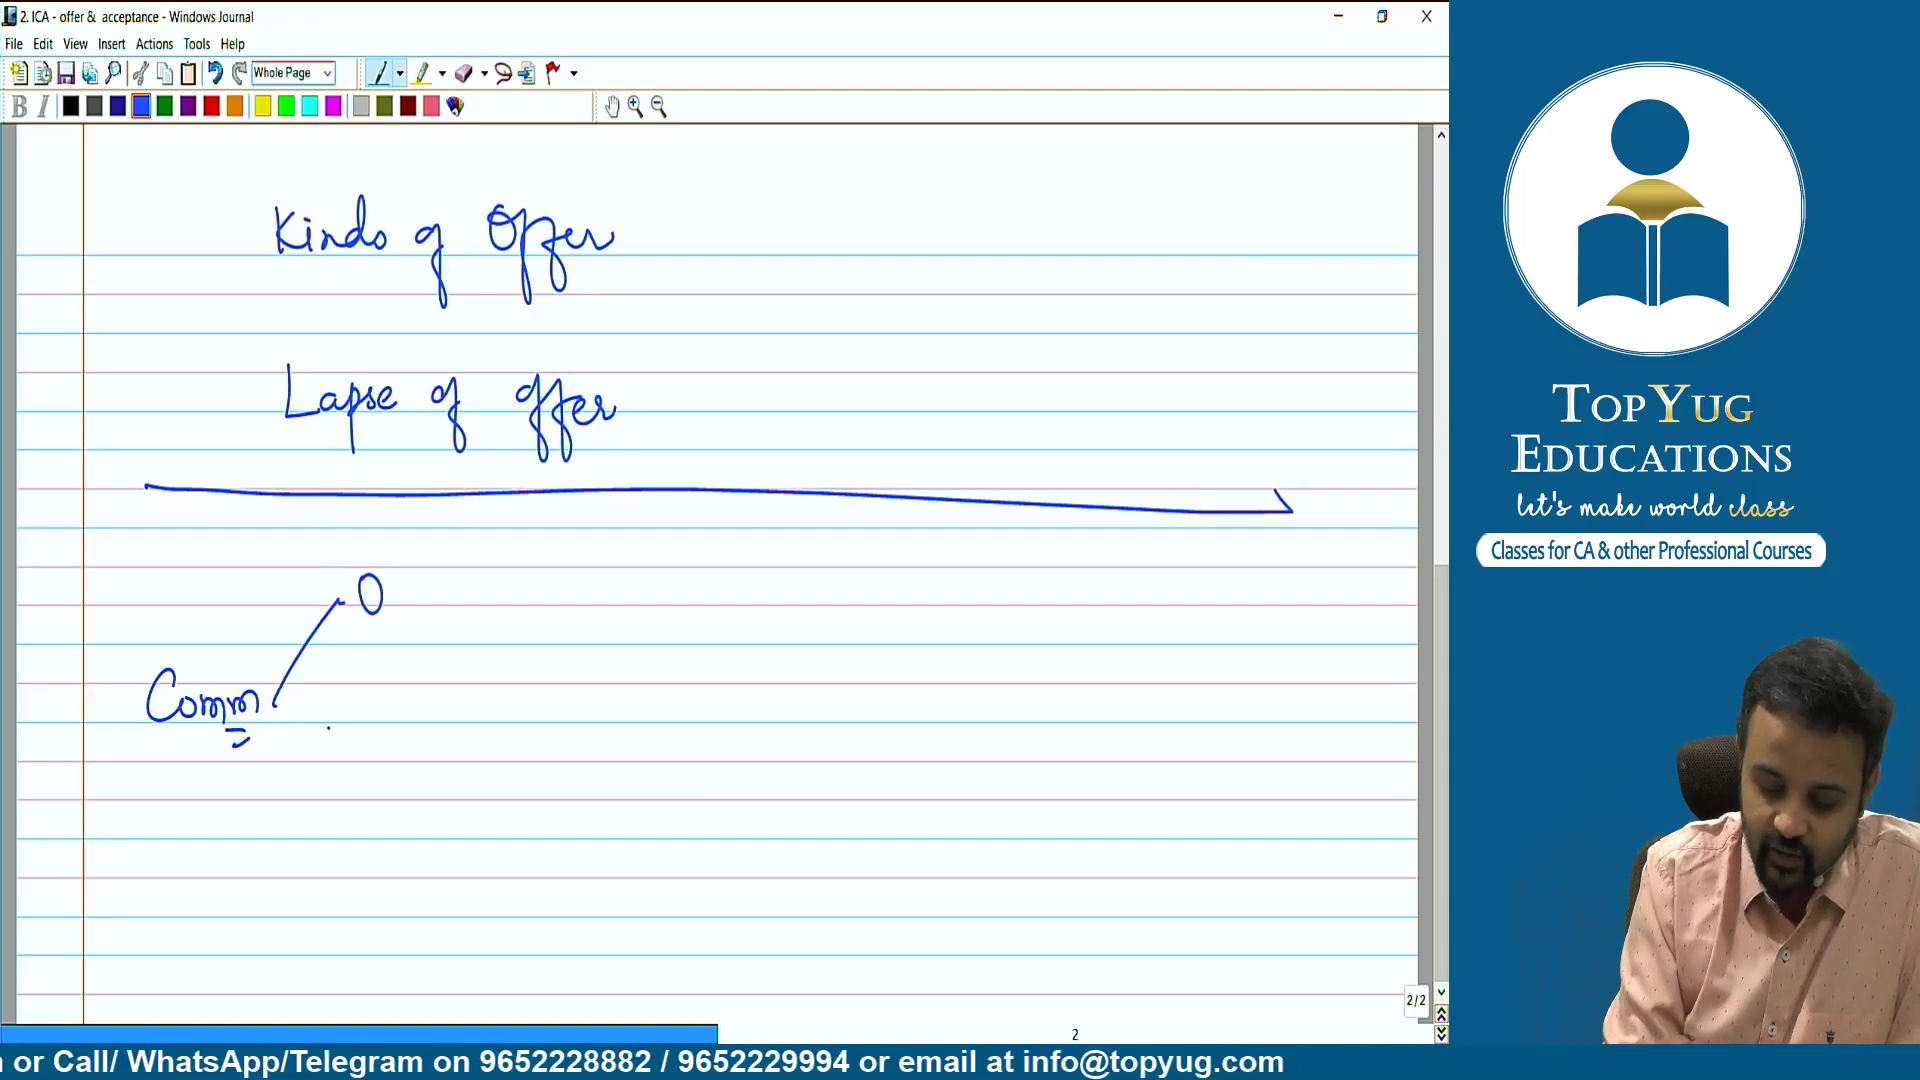 2. ICA - offer & acceptance - Windows Journal
File Edit View Insert Actions Tools Help
Whole Page
B I
Kinds of Offer
Lapse of offer
O
Comm
TOPYUG
EDUCATIONS
let's make world class
Classes for CA & other Professional Courses
2/2
2
n or Call/ WhatsApp/Telegram on 9652228882 / 9652229994 or email at info@topyug.com